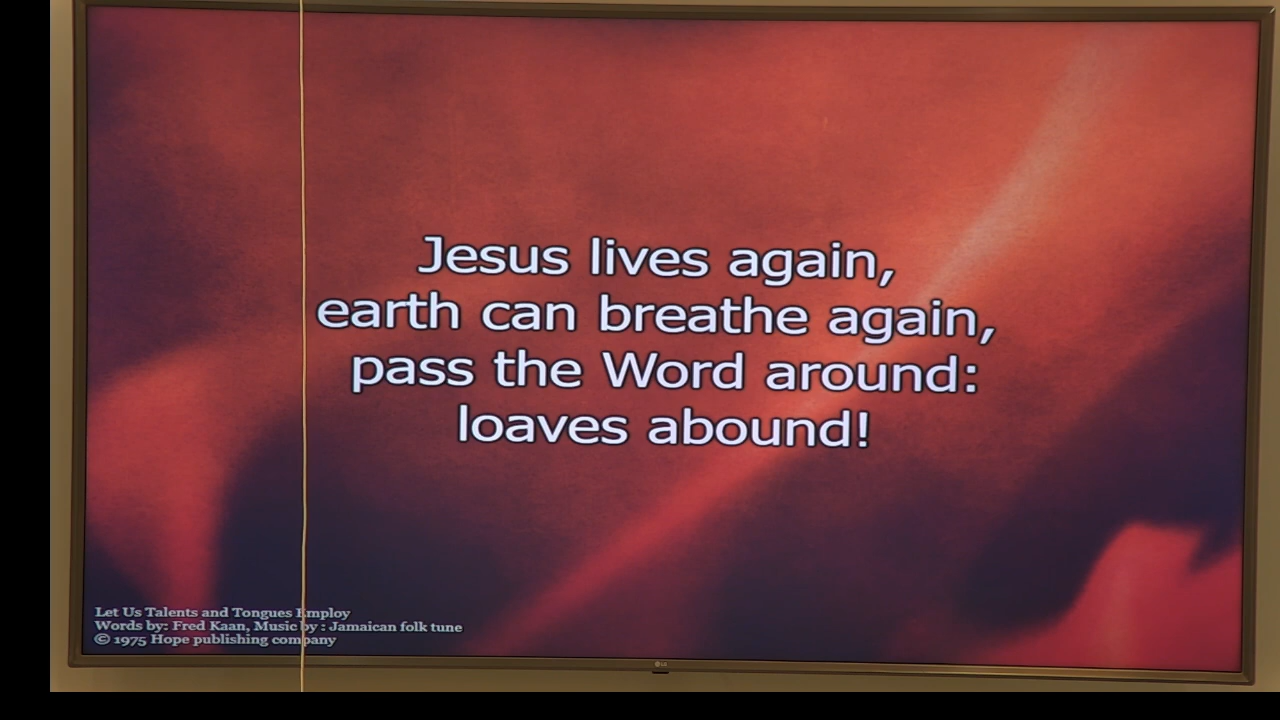 Jesus lives again,
earth can breathe again,
pass the Word around:
loaves abound!
Let Us Talents and Tongues Employ
Words by: Fred Kaan, Music by : Jamaican folk tune
© 1975 Hope publishing company
LG